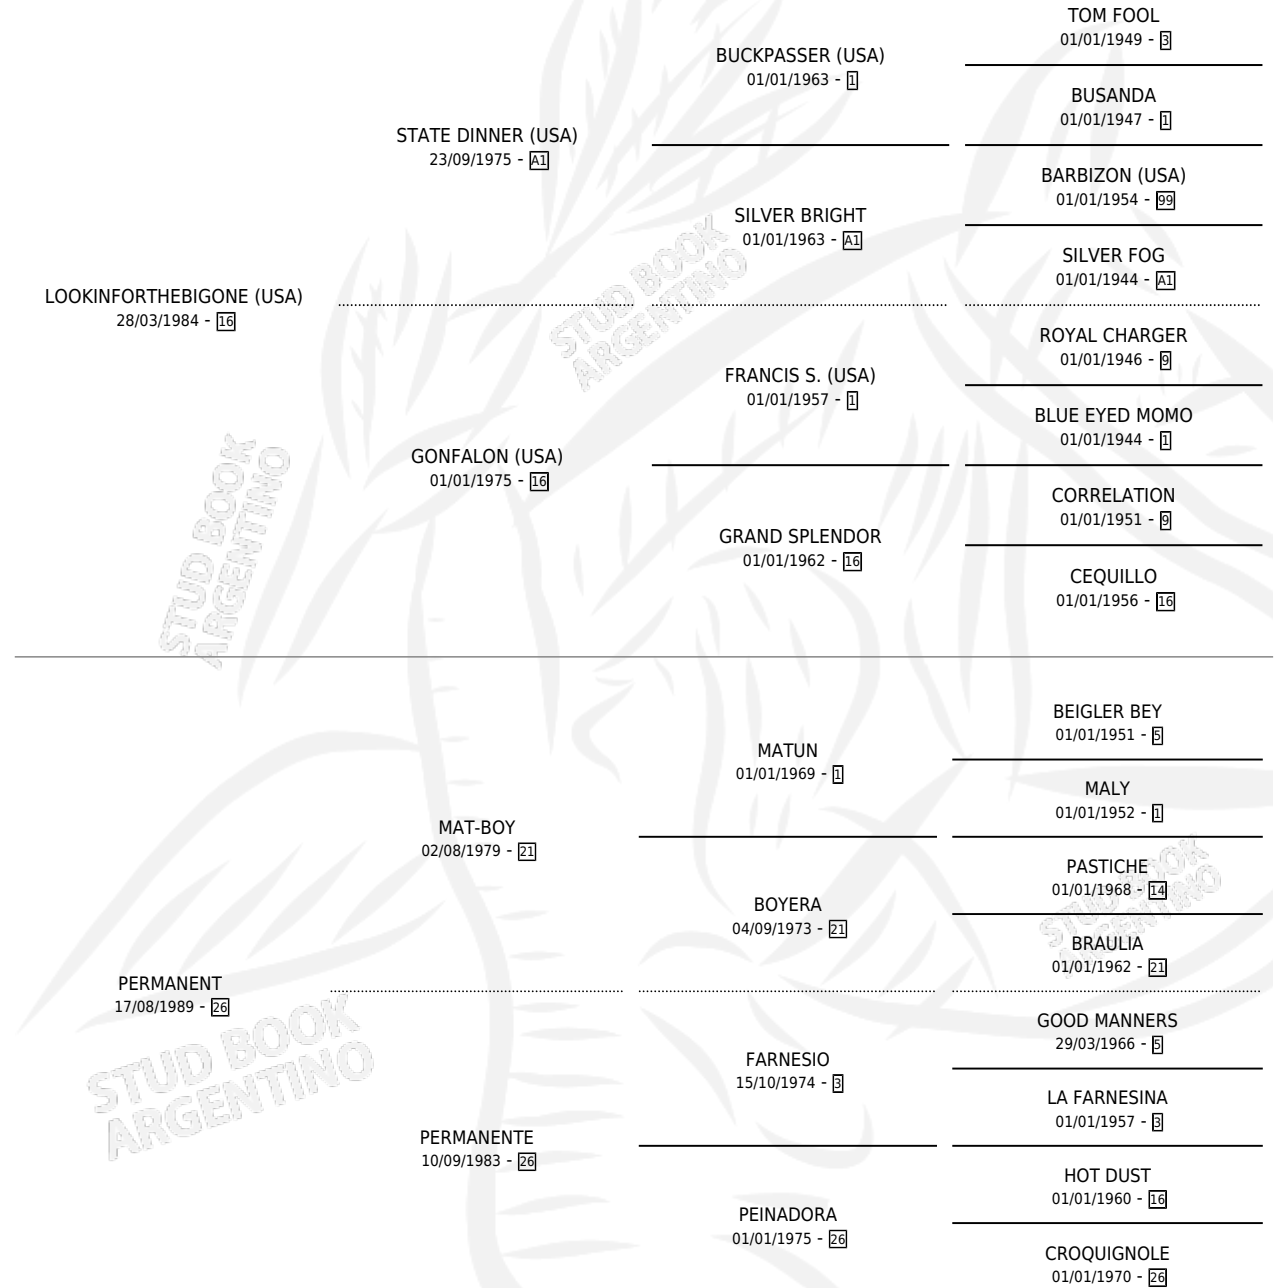 TOM FOOL
01/01/1949 - 3
BUCKPASSER (USA)
01/01/1963 - 1
BUSANDA
01/01/1947 - 1
STATE DINNER (USA)
23/09/1975 - A1
BARBIZON (USA)
01/01/1954 - 99
SILVER BRIGHT
01/01/1963 - A1
SILVER FOG
01/01/1944 - A1
LOOKINFORTHEBIGONE (USA)
28/03/1984 - 16
ROYAL CHARGER
01/01/1946 - 9
FRANCIS S. (USA)
01/01/1957 - 1
BLUE EYED MOMO
01/01/1944 - 1
GONFALON (USA)
01/01/1975 - 16
CORRELATION
01/01/1951 - 9
GRAND SPLENDOR
01/01/1962 - 16
CEQUILLO
01/01/1956 - 16
BEIGLER BEY
01/01/1951 - 5
MATUN
01/01/1969 - 1
MALY
01/01/1952 - 1
MAT-BOY
02/08/1979 - 21
PASTICHE
01/01/1968 - 14
BOYERA
04/09/1973 - 21
BRAULIA
01/01/1962 - 21
PERMANENT
17/08/1989 - 26
GOOD MANNERS
29/03/1966 - 5
FARNESIO
15/10/1974 - 3
LA FARNESINA
01/01/1957 - 3
PERMANENTE
10/09/1983 - 26
HOT DUST
01/01/1960 - 16
PEINADORA
01/01/1975 - 26
CROQUIGNOLE
01/01/1970 - 26
STUD BOOK
ARGENTINO
STUD BOOK
ARGENTINO
STUD BOOK
ARGENTINO
STUD BOOK
ARGENTINO